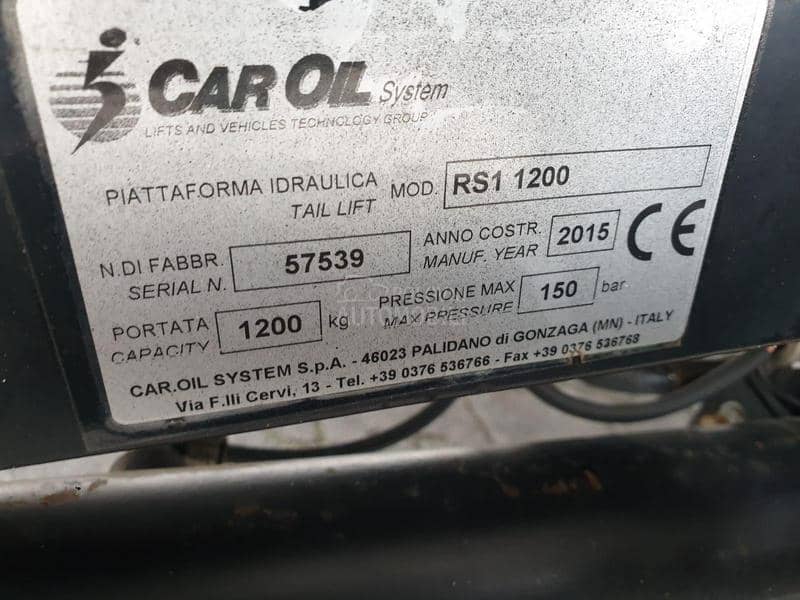 CAR OIL System
LIFTS AND VEHICLES TECHNOLOGY GROUP
PIATTAFORMA IDRAULICA MOD. RS1 1200
TAIL LIFT
N.DI FABBR. 57539 ANNO COSTR. 2015 CE
SERIAL N. MANUF. YEAR
PORTATA 1200 kg PRESSIONE MAX 150 bar
CAPACITY MAX PRESSURE
CAR.OIL SYSTEM S.p.A. - 46023 PALIDANO di GONZAGA (MN) - ITALY
Via F.lli Cervi, 13 - Tel. +39 0376 536766 - Fax +39 0376 536768